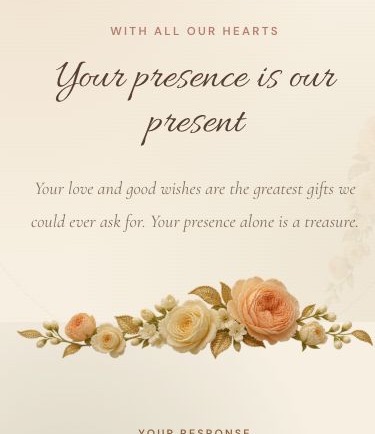 WITH ALL OUR HEARTS
Your presence is our
present
Your love and good wishes are the greatest gifts we
could ever ask for. Your presence alone is a treasure.
YOUR RESPONSE